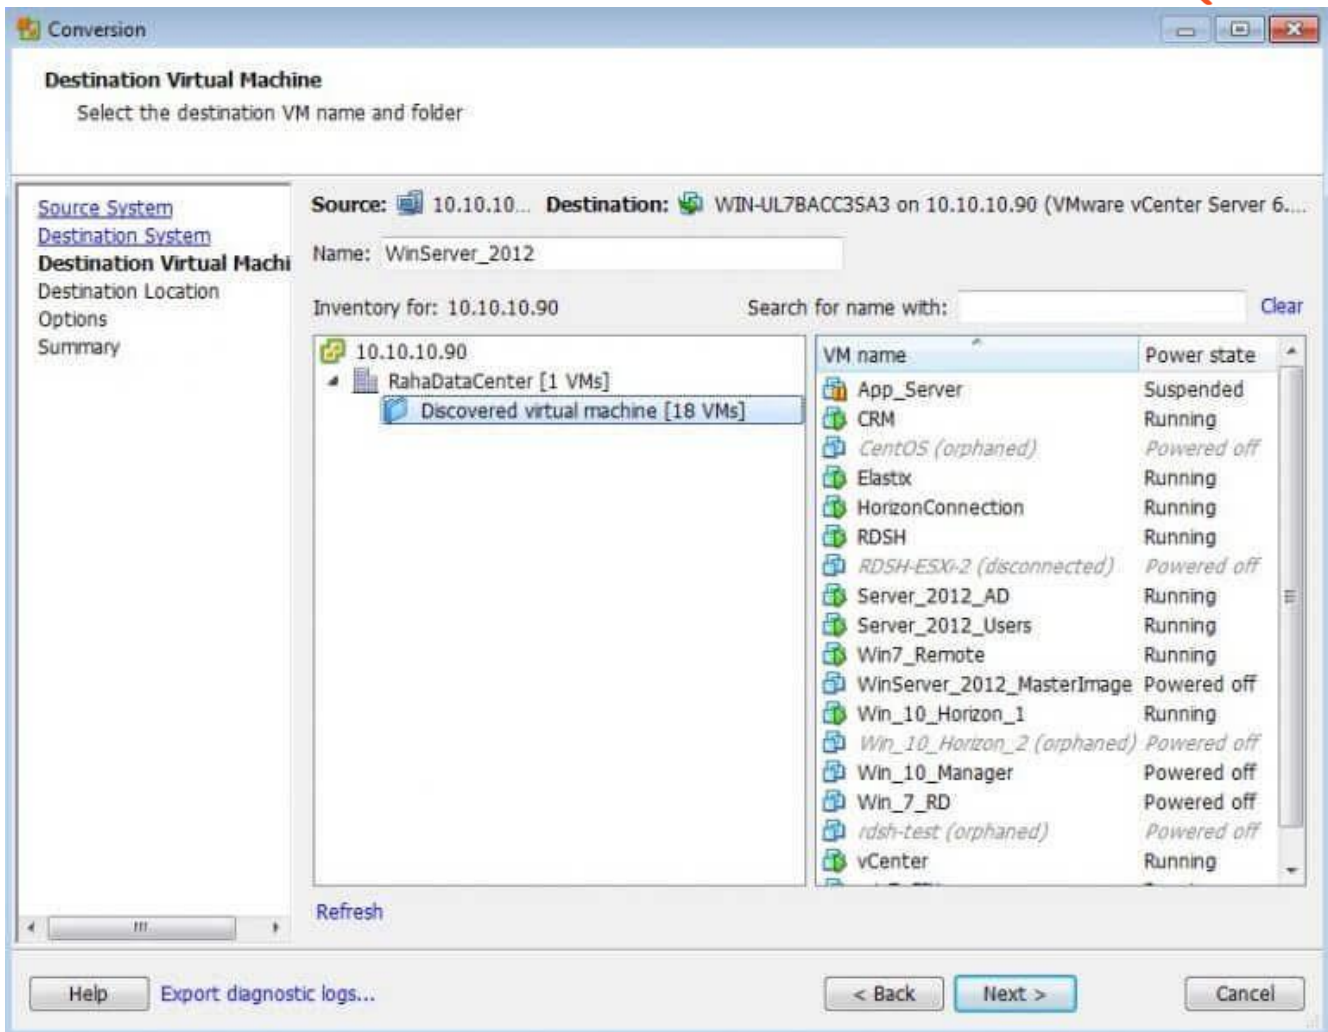 Conversion
Destination Virtual Machine
Select the destination VM name and folder
Source System
Destination System
Destination Virtual Machi
Destination Location
Options
Summary
Source: 10.10.10... Destination: WIN-UL7BACC3SA3 on 10.10.10.90 (VMware vCenter Server 6....
Name: WinServer_2012
Inventory for: 10.10.10.90 Search for name with: Clear
10.10.10.90
RahaDataCenter [1 VMs]
Discovered virtual machine [18 VMs]
VM name Power state
App_Server Suspended
CRM Running
CentOS (orphaned) Powered off
Elastix Running
HorizonConnection Running
RDSH Running
RDSH-ESXi-2 (disconnected) Powered off
Server_2012_AD Running
Server_2012_Users Running
Win7_Remote Running
WinServer_2012_MasterImage Powered off
Win_10_Horizon_1 Running
Win_10_Horizon_2 (orphaned) Powered off
Win_10_Manager Powered off
Win_7_RD Powered off
rdsh-test (orphaned) Powered off
vCenter Running
Refresh
Help Export diagnostic logs... < Back Next > Cancel